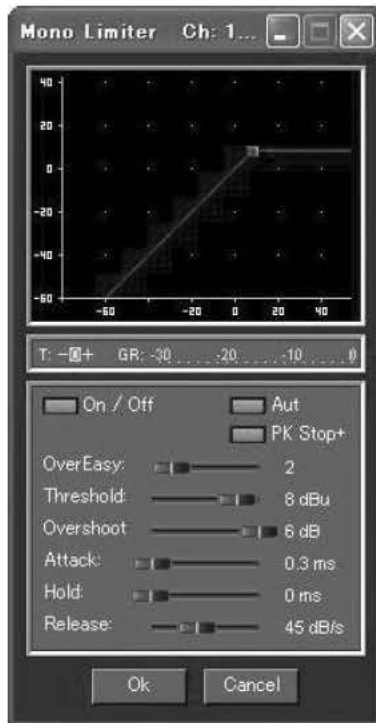 Mono Limiter Ch: 1...
40
20
0
-20
-40
-60
-60 -40 -20 0 20 40
T: -0+ GR: -30.....-20.....-10.....0
On / Off Aut
PK Stop+
OverEasy: 2
Threshold: 8 dBu
Overshoot 6 dB
Attack: 0.3 ms
Hold: 0 ms
Release: 45 dB/s
Ok Cancel